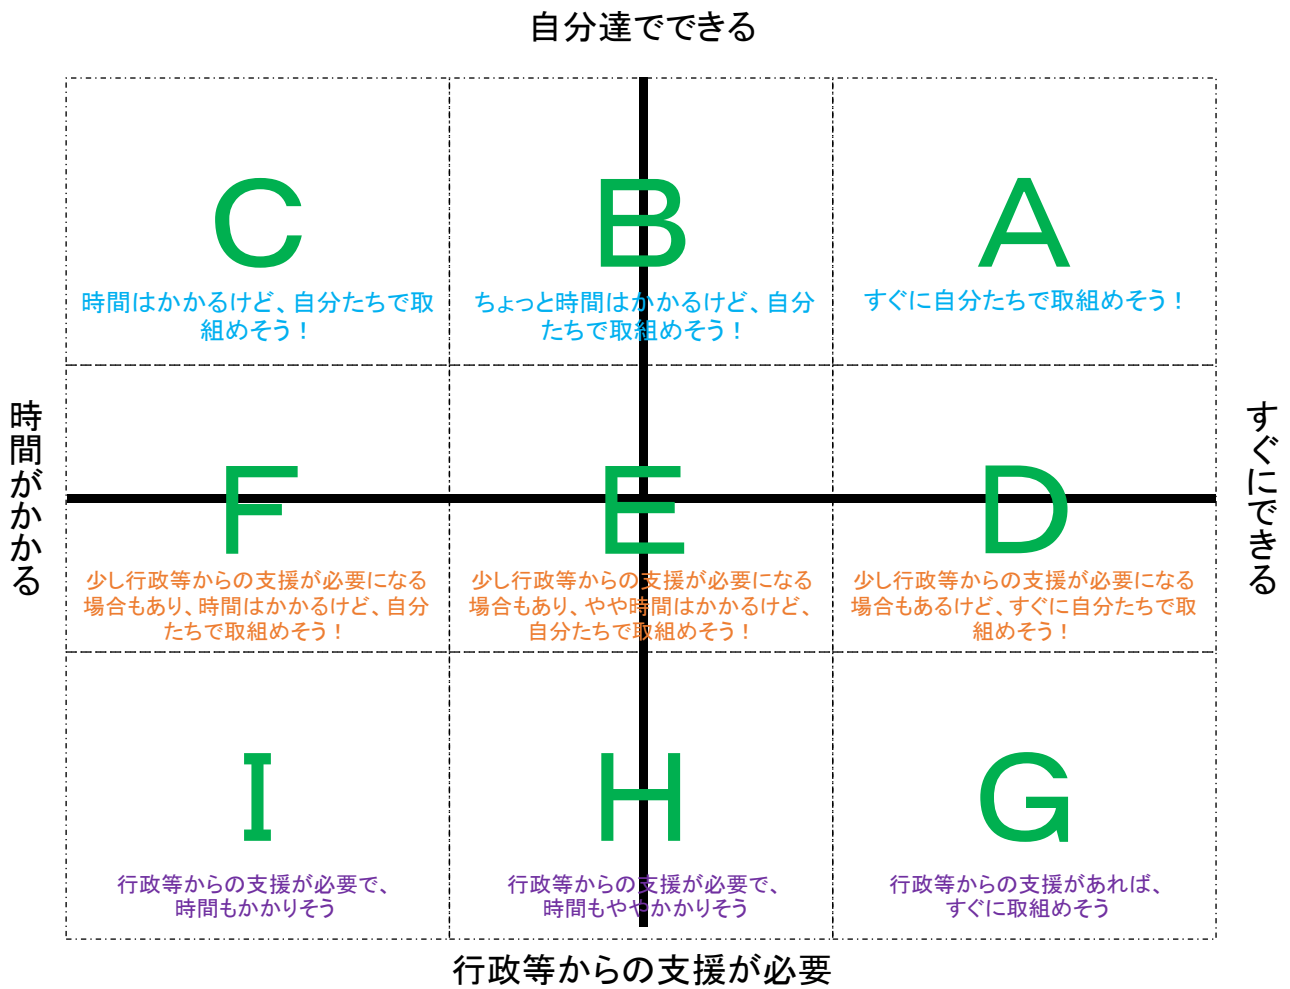 自分達でできる
C
時間はかかるけど、自分たちで取
組めそう！
B
ちょっと時間はかかるけど、自分
たちで取組めそう！
A
すぐに自分たちで取組めそう！
時間がかかる
すぐにできる
F
少し行政等からの支援が必要になる
場合もあり、時間はかかるけど、自分
たちで取組めそう！
E
少し行政等からの支援が必要になる
場合もあり、やや時間はかかるけど、
自分たちで取組めそう！
D
少し行政等からの支援が必要になる
場合もあるけど、すぐに自分たちで取
組めそう！
I
行政等からの支援が必要で、
時間もかかりそう
H
行政等からの支援が必要で、
時間もややかかりそう
G
行政等からの支援があれば、
すぐに取組めそう
行政等からの支援が必要